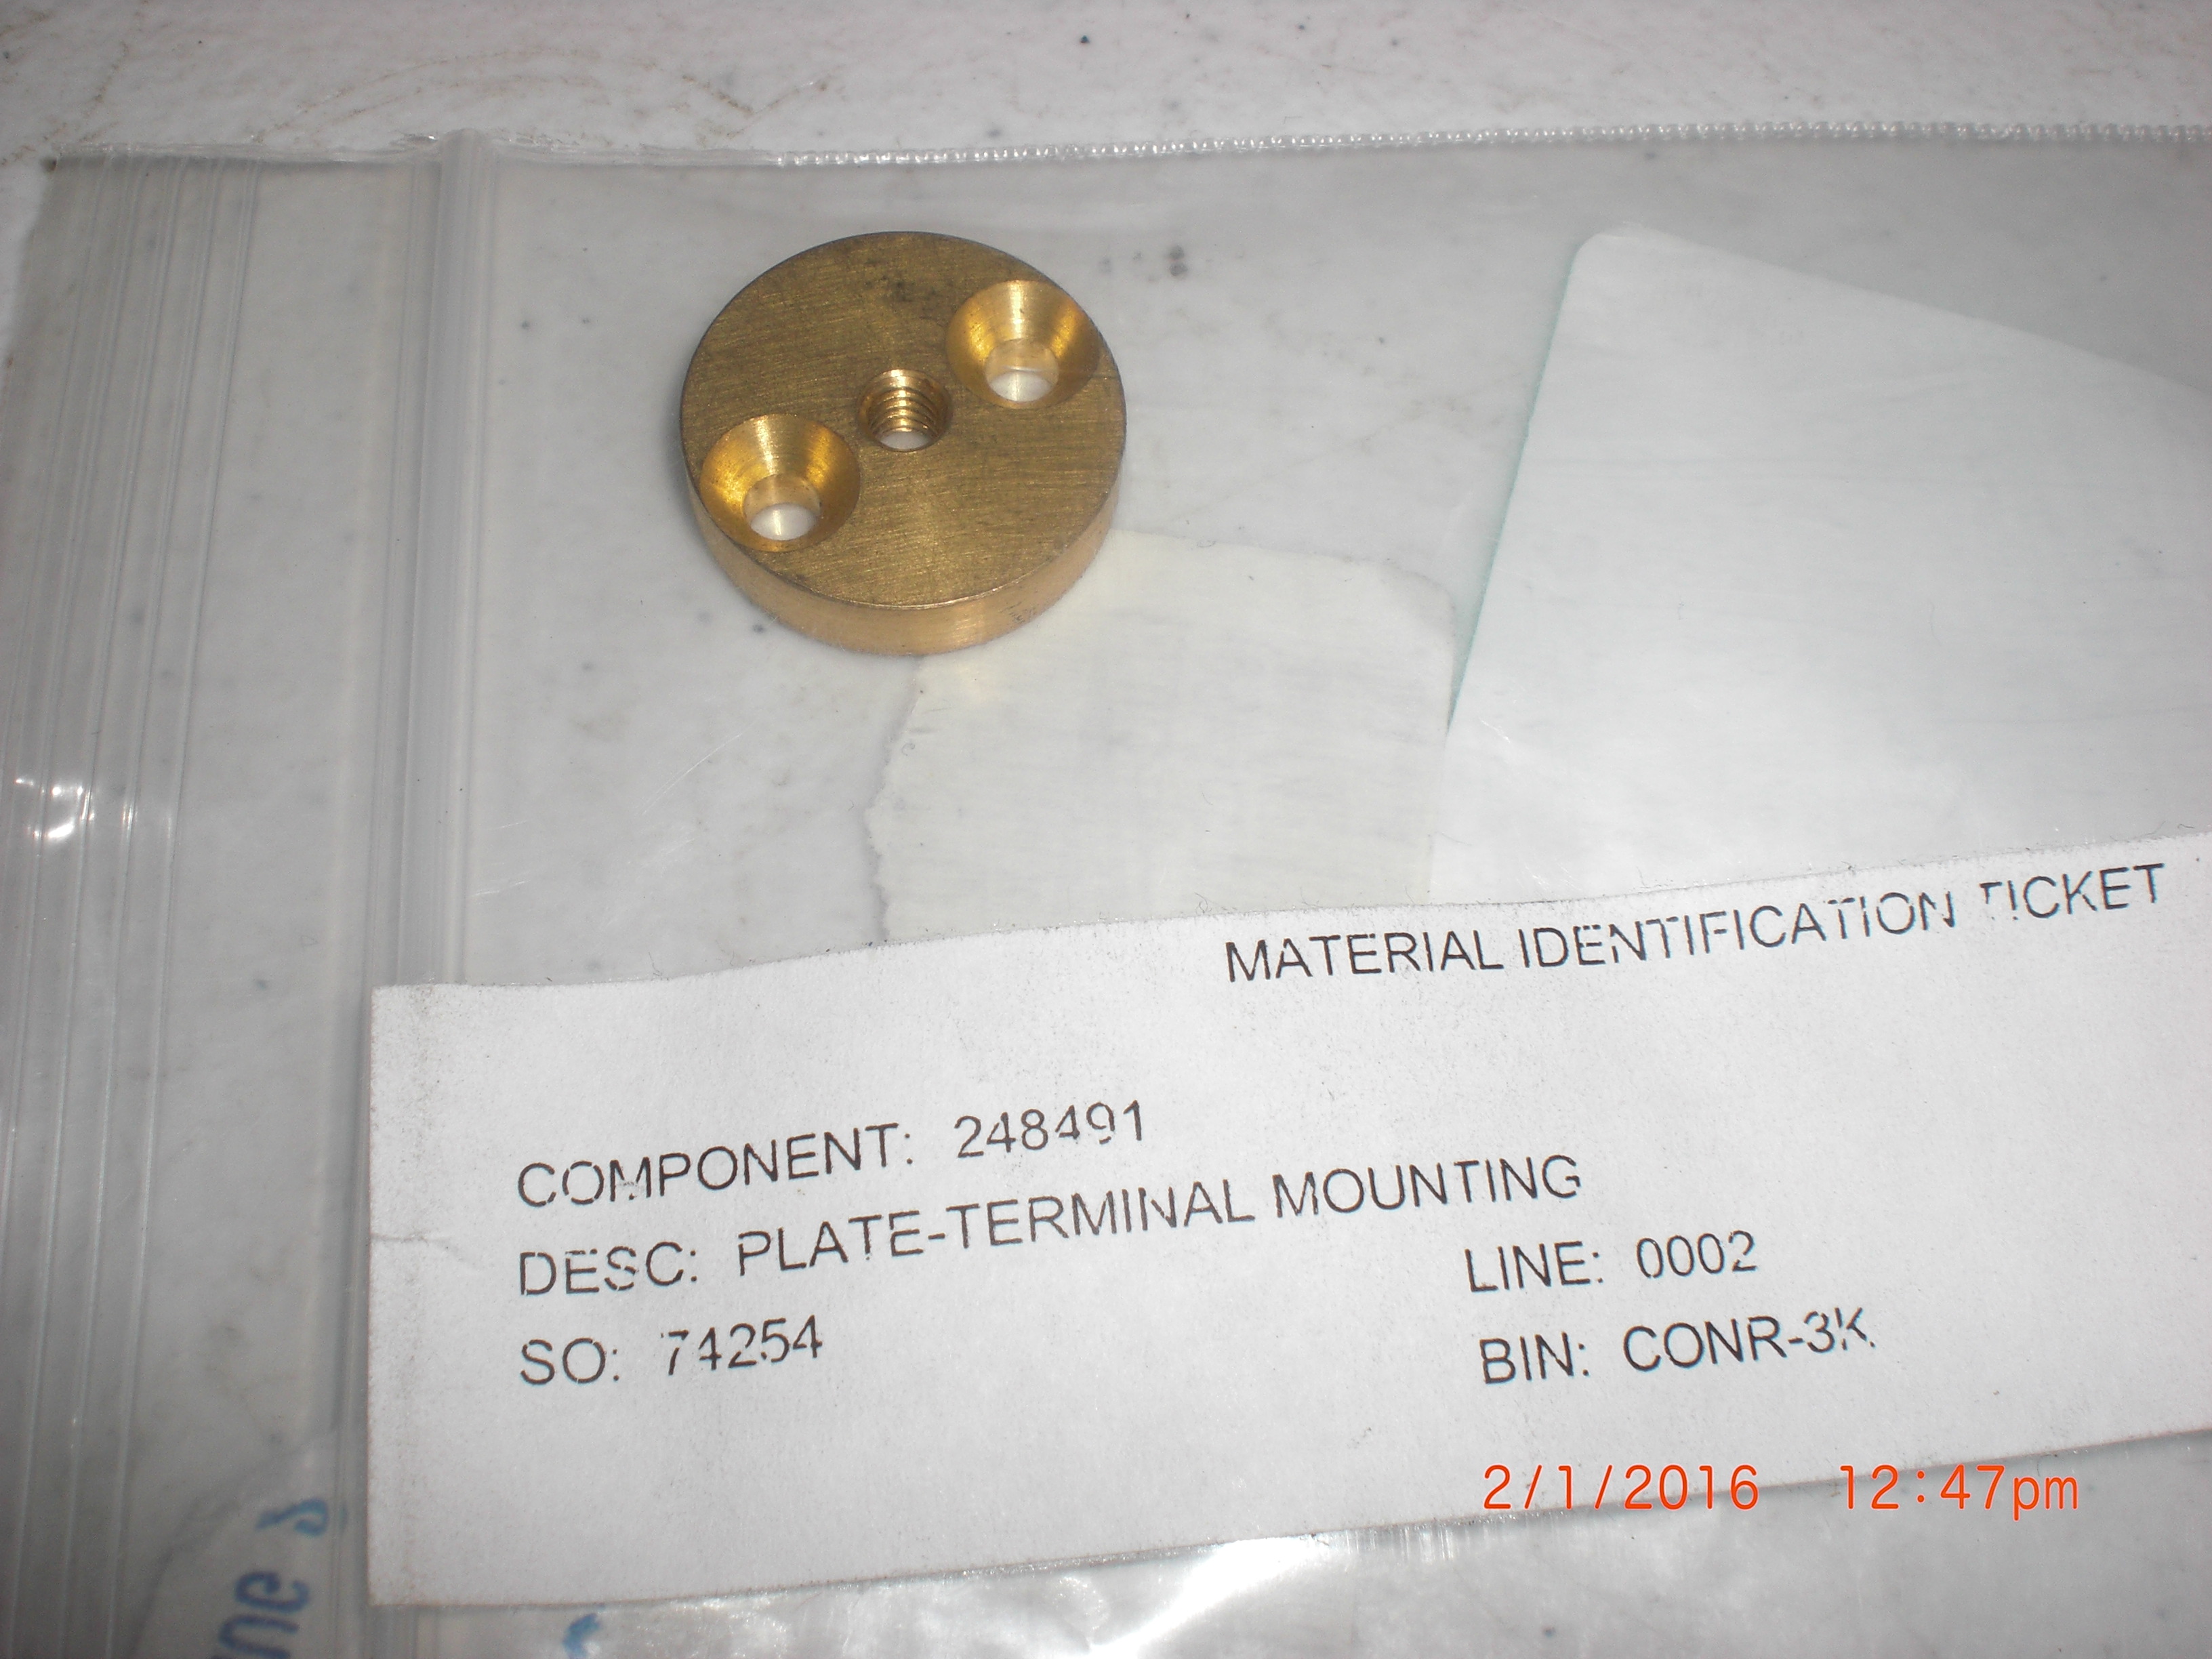 MATERIAL IDENTIFICATION TICKET
COMPONENT: 248491
DESC: PLATE-TERMINAL MOUNTING
SO: 74254
LINE: 0002
BIN: CONR-3K
2/1/2016 12:47pm